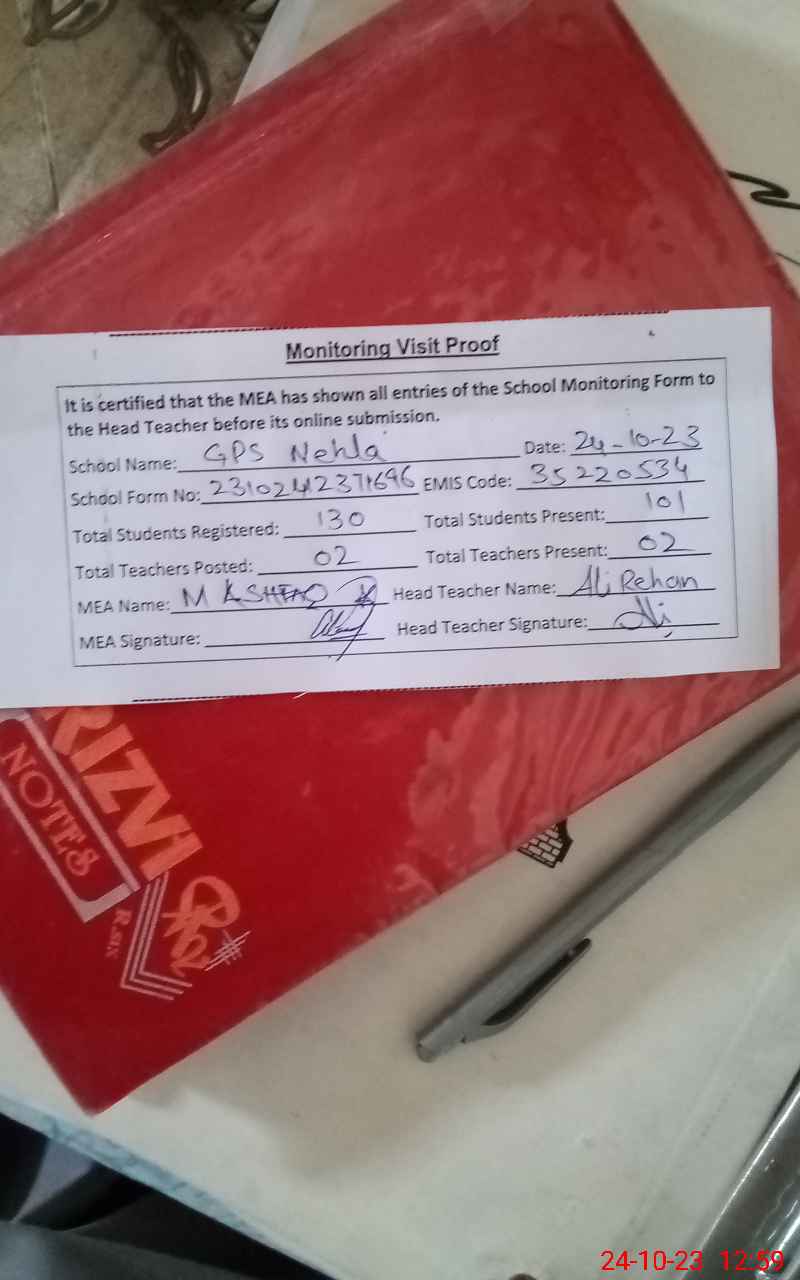 Monitoring Visit Proof
It is certified that the MEA has shown all entries of the School Monitoring Form to
the Head Teacher before its online submission.
School Name: GPS Nehla Date: 24-10-23
School Form No: EMIS Code: 35220534
Total Students Registered: 130 Total Students Present: 101
Total Teachers Posted: 02 Total Teachers Present: 02
MEA Name: M ASHFAQ Head Teacher Name: Ali Rehan
MEA Signature: Head Teacher Signature: Ali
RIZVI
NOTES
R.SIX
24-10-23 12:59